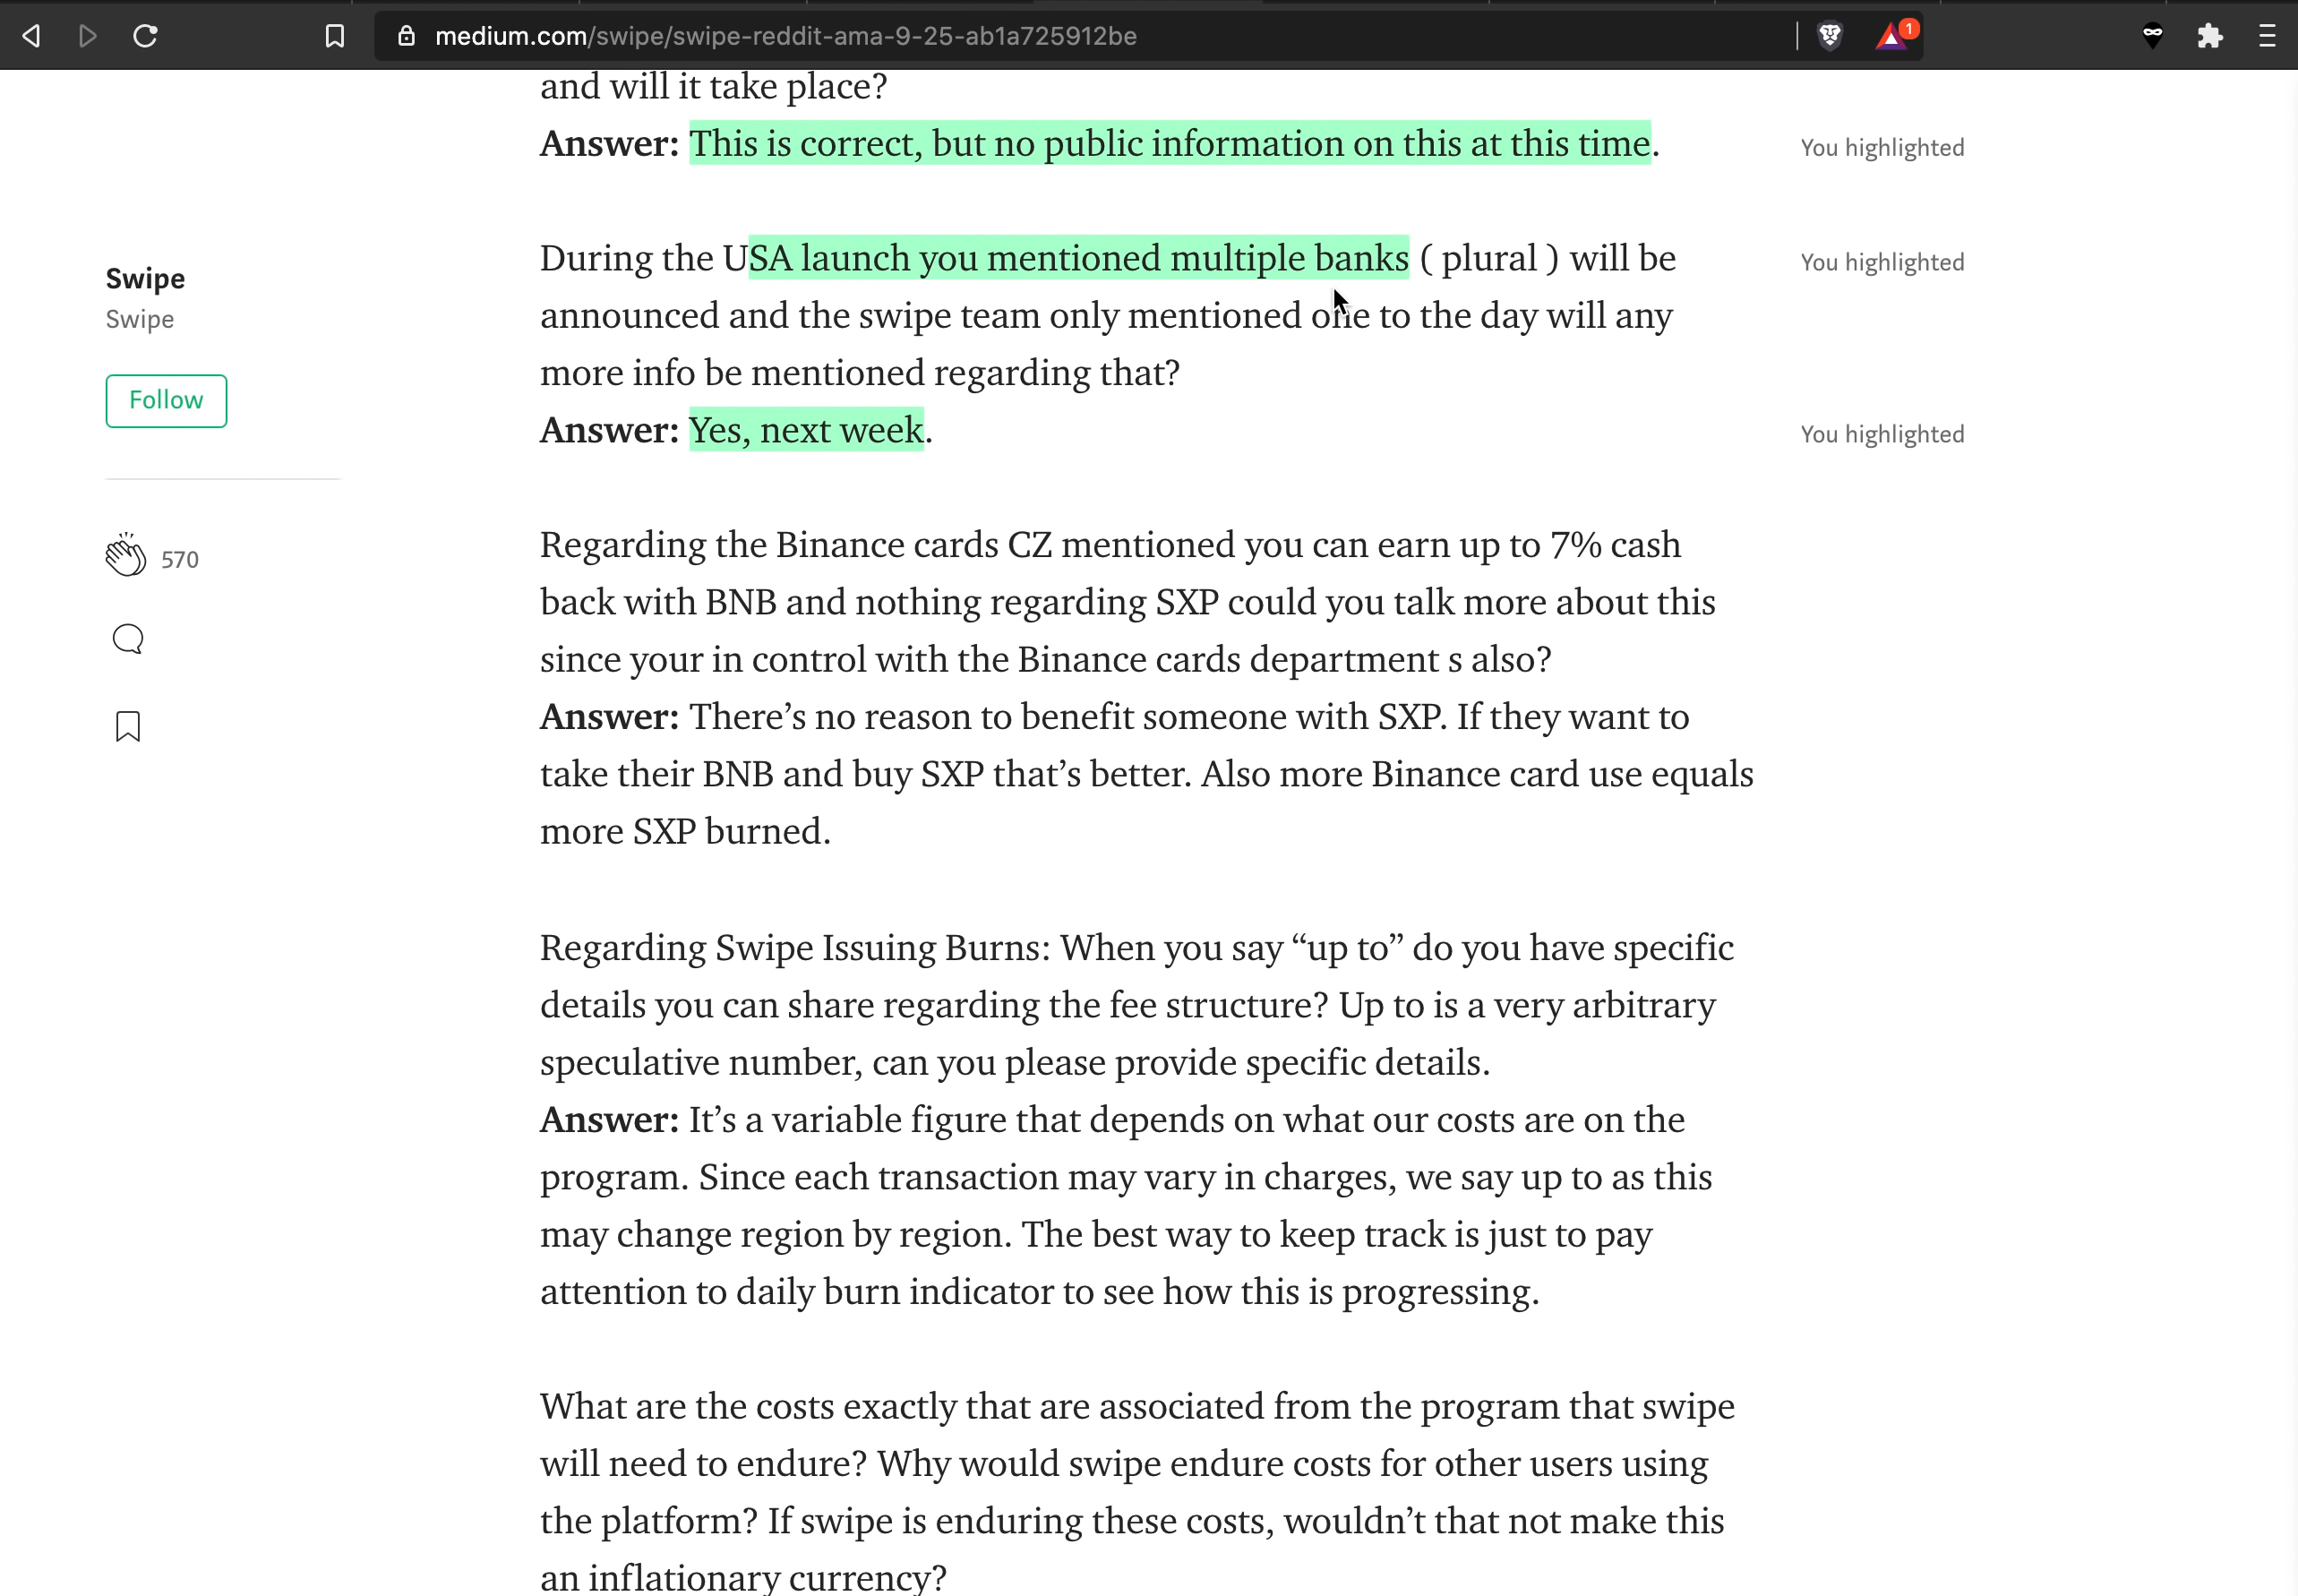 medium.com/swipe/swipe-reddit-ama-9-25-ab1a725912be
1
and will it take place?
Answer: This is correct, but no public information on this at this time.
You highlighted
During the USA launch you mentioned multiple banks ( plural ) will be
You highlighted
announced and the swipe team only mentioned one to the day will any
more info be mentioned regarding that?
Answer: Yes, next week.
You highlighted
Swipe
Swipe
Follow
570
Regarding the Binance cards CZ mentioned you can earn up to 7% cash
back with BNB and nothing regarding SXP could you talk more about this
since your in control with the Binance cards department s also?
Answer: There’s no reason to benefit someone with SXP. If they want to
take their BNB and buy SXP that’s better. Also more Binance card use equals
more SXP burned.
Regarding Swipe Issuing Burns: When you say “up to” do you have specific
details you can share regarding the fee structure? Up to is a very arbitrary
speculative number, can you please provide specific details.
Answer: It’s a variable figure that depends on what our costs are on the
program. Since each transaction may vary in charges, we say up to as this
may change region by region. The best way to keep track is just to pay
attention to daily burn indicator to see how this is progressing.
What are the costs exactly that are associated from the program that swipe
will need to endure? Why would swipe endure costs for other users using
the platform? If swipe is enduring these costs, wouldn’t that not make this
an inflationary currency?